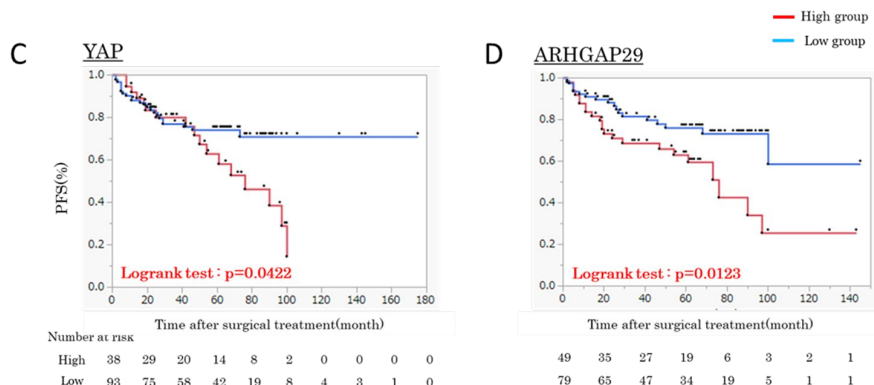 High group
Low group
C YAP
D ARHGAP29
1.0
0.8
0.6
0.4
0.2
0.0
PFS(%)
Logrank test : p=0.0422
0 20 40 60 80 100 120 140 160 180
Time after surgical treatment(month)
1.0
0.8
0.6
0.4
0.2
0.0
Logrank test : p=0.0123
0 20 40 60 80 100 120 140
Time after surgical treatment(month)
Number at risk
High 38 29 20 14 8 2 0 0 0 0
Low 93 75 58 42 19 8 4 3 1 0
49 35 27 19 6 3 2 1
79 65 47 34 19 5 1 1